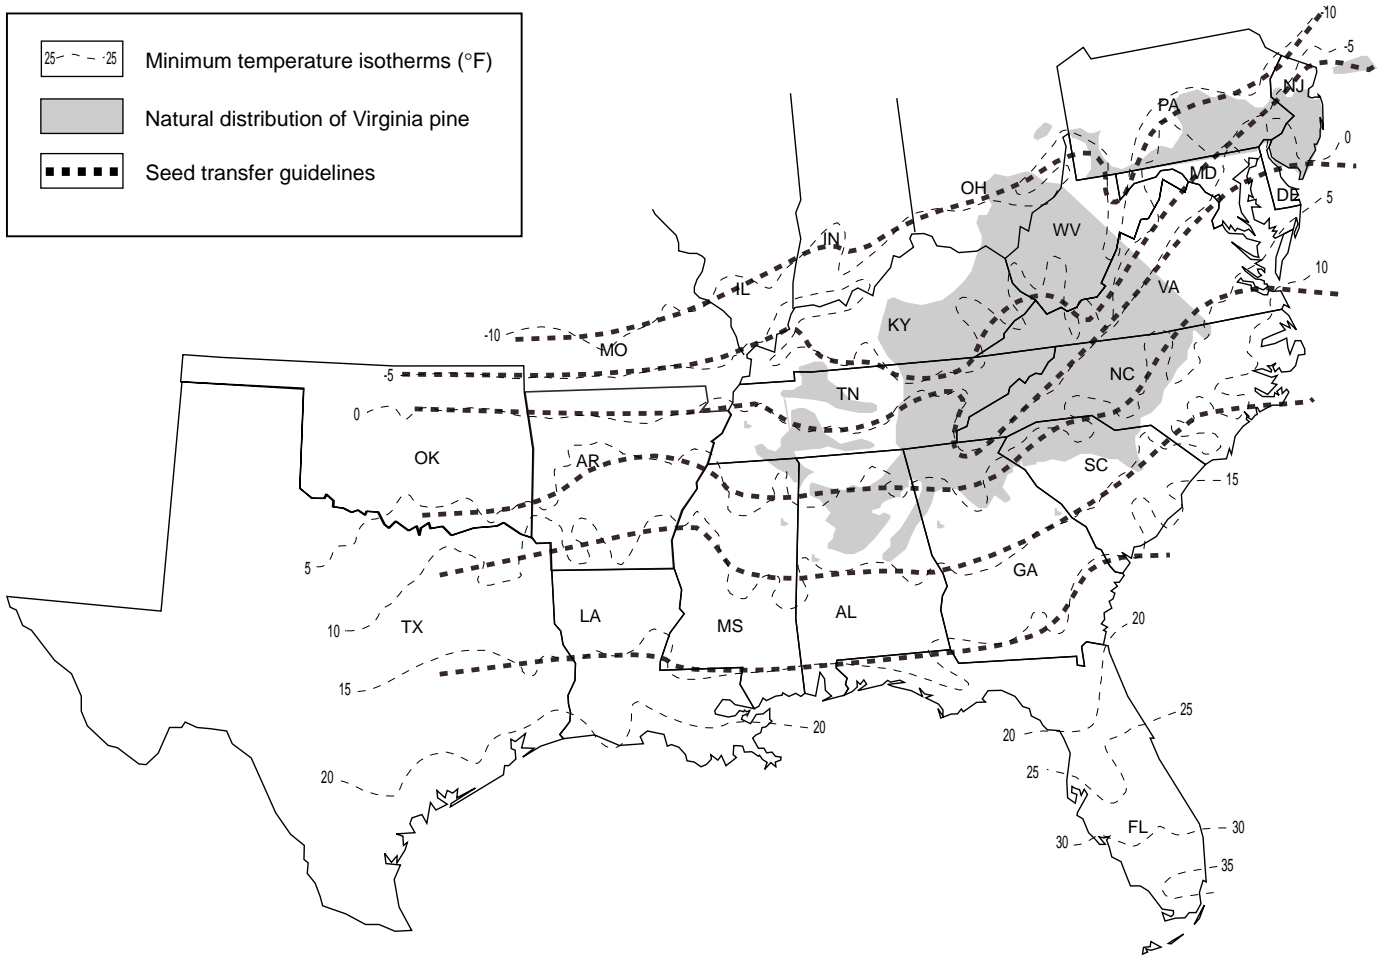 25 25 Minimum temperature isotherms (°F)
Natural distribution of Virginia pine
Seed transfer guidelines
-10
-5
NJ
PA
0
MD
OH
DE
5
WV
IN
10
VA
IL
KY
-10
MO
-5
NC
TN
0
OK
AR
SC
15
5
GA
10
TX
LA
MS
AL
20
15
25
20
20
25
20
FL
30
30
35